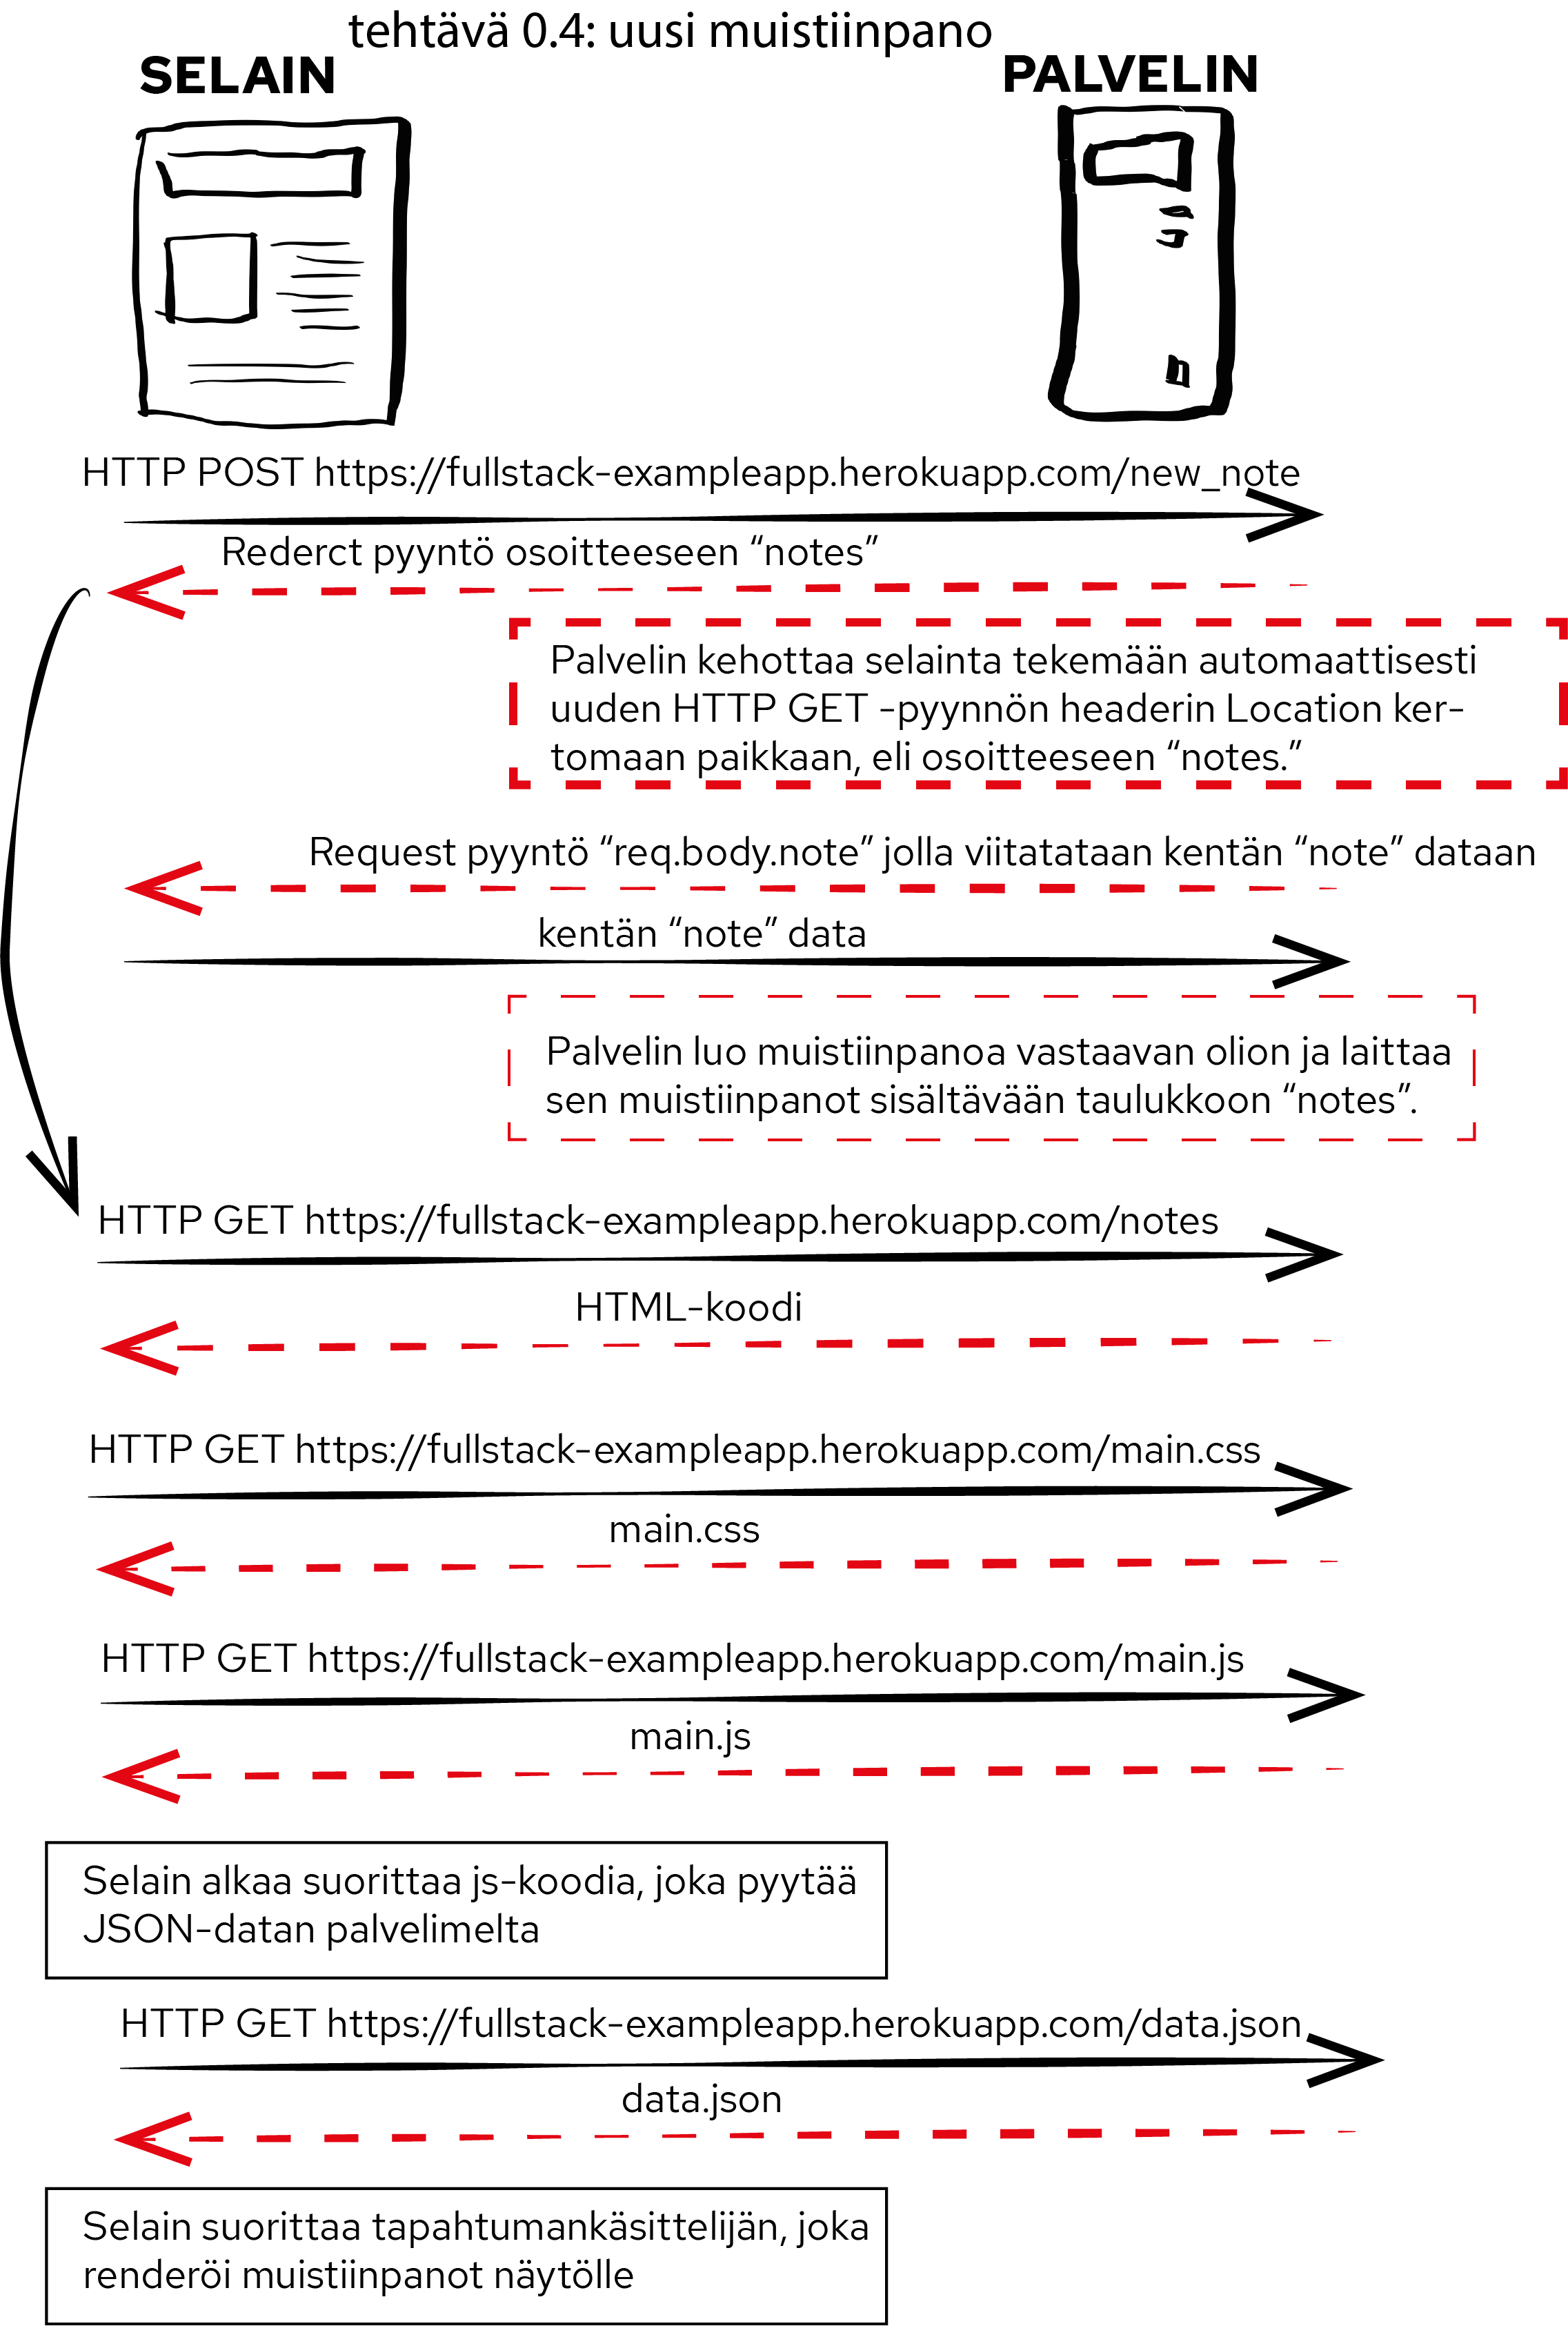 tehtävä 0.4: uusi muistiinpano
SELAIN
PALVELIN
HTTP POST https://fullstack-exampleapp.herokuapp.com/new_note
Rederct pyyntö osoitteeseen “notes”
Palvelin kehottaa selainta tekemään automaattisesti
uuden HTTP GET -pyynnön headerin Location ker-
tomaan paikkaan, eli osoitteeseen “notes.”
Request pyyntö “req.body.note” jolla viitatataan kentän “note” dataan
kentän “note” data
Palvelin luo muistiinpanoa vastaavan olion ja laittaa
sen muistiinpanot sisältävään taulukkoon “notes”.
HTTP GET https://fullstack-exampleapp.herokuapp.com/notes
HTML-koodi
HTTP GET https://fullstack-exampleapp.herokuapp.com/main.css
main.css
HTTP GET https://fullstack-exampleapp.herokuapp.com/main.js
main.js
Selain alkaa suorittaa js-koodia, joka pyytää
JSON-datan palvelimelta
HTTP GET https://fullstack-exampleapp.herokuapp.com/data.json
data.json
Selain suorittaa tapahtumankäsittelijän, joka
renderöi muistiinpanot näytölle